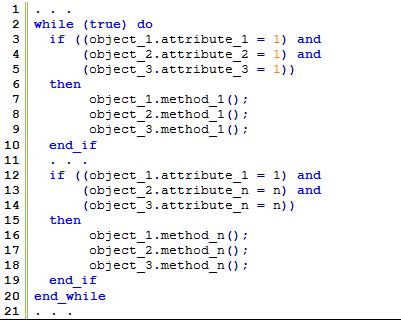 1 . . .
2 while (true) do
3 if ((object_1.attribute_1 = 1) and
4 (object_2.attribute_2 = 1) and
5 (object_3.attribute_3 = 1))
6 then
7 object_1.method_1();
8 object_2.method_1();
9 object_3.method_1();
10 end_if
11 . . .
12 if ((object_1.attribute_1 = 1) and
13 (object_2.attribute_n = n) and
14 (object_3.attribute_n = n))
15 then
16 object_1.method_n();
17 object_2.method_n();
18 object_3.method_n();
19 end_if
20 end_while
21 . . .